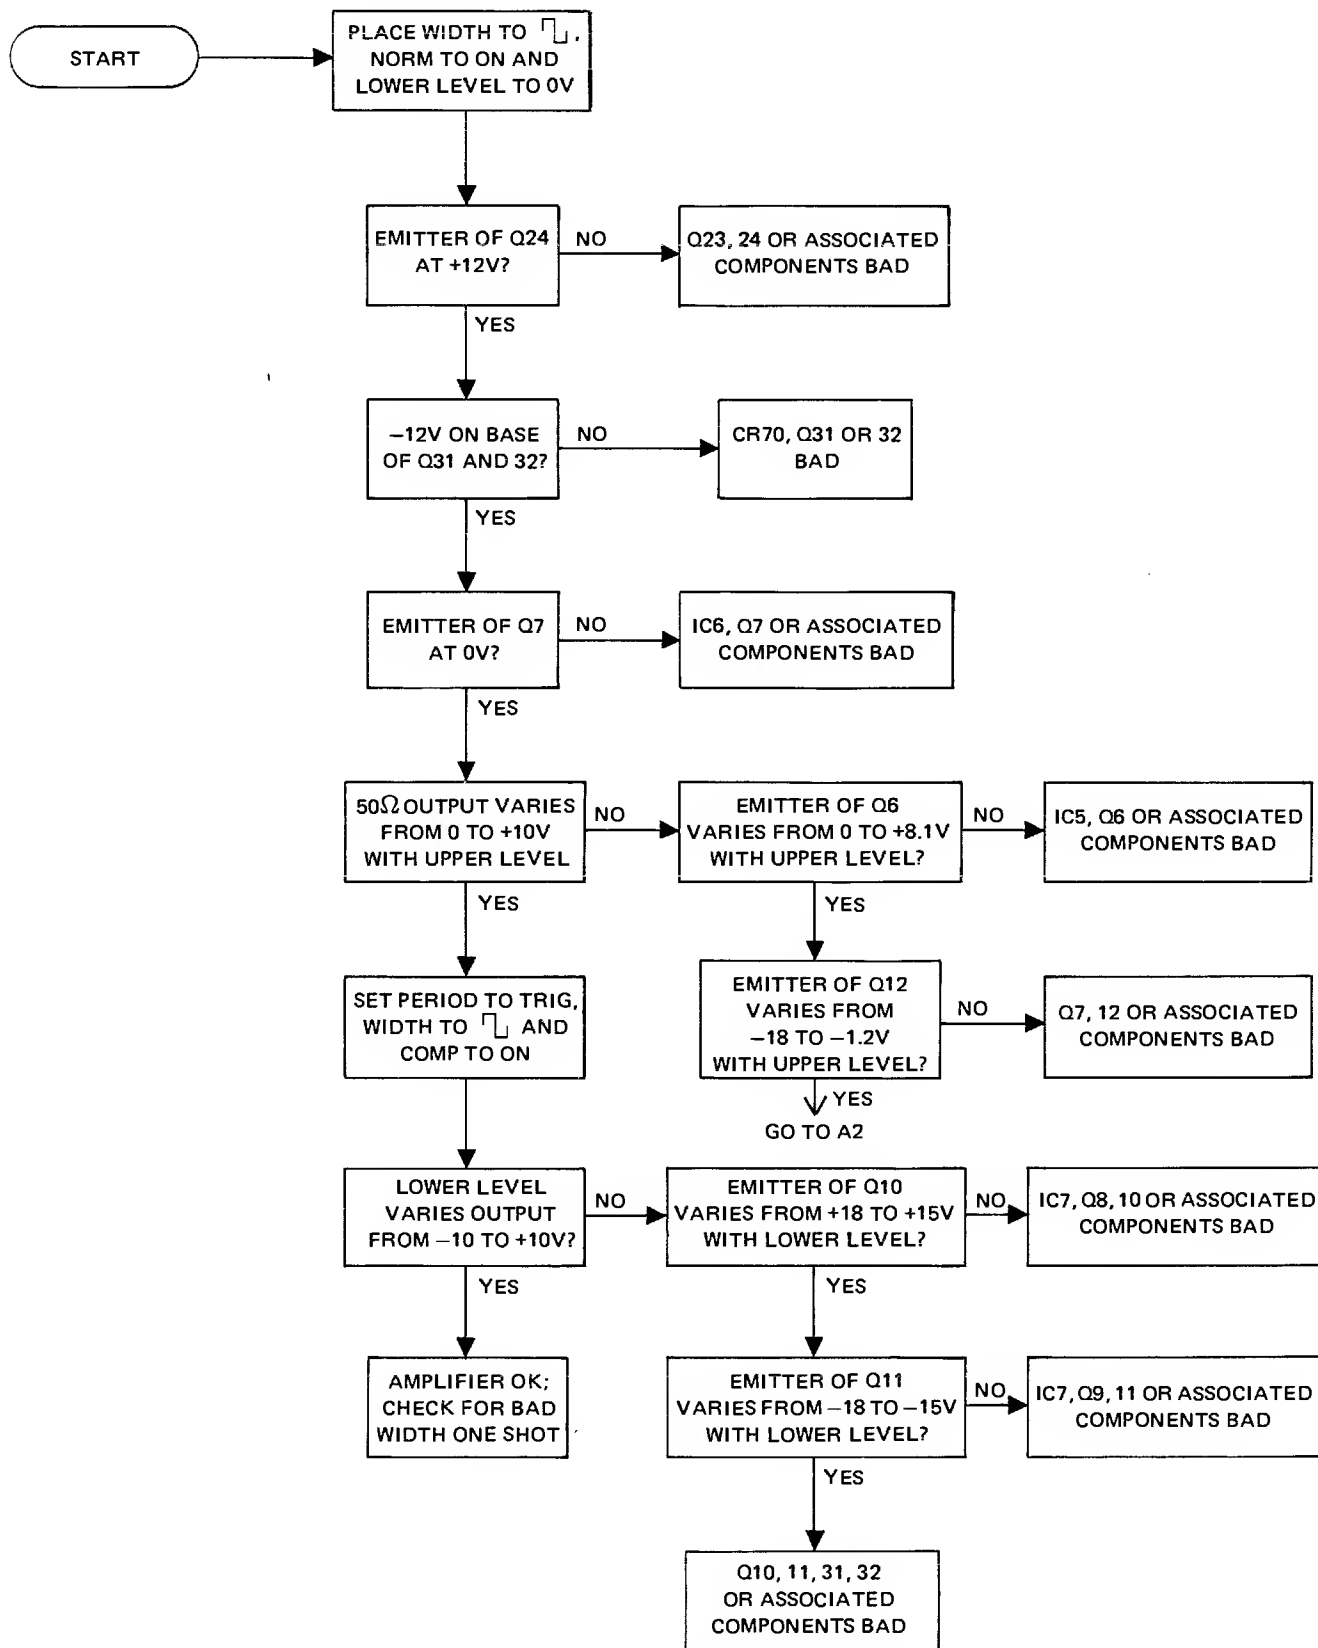 START
PLACE WIDTH TO ,
NORM TO ON AND
LOWER LEVEL TO 0V
EMITTER OF Q24
AT +12V?
NO
Q23, 24 OR ASSOCIATED
COMPONENTS BAD
YES
−12V ON BASE
OF Q31 AND 32?
NO
CR70, Q31 OR 32
BAD
YES
EMITTER OF Q7
AT 0V?
NO
IC6, Q7 OR ASSOCIATED
COMPONENTS BAD
YES
50Ω OUTPUT VARIES
FROM 0 TO +10V
WITH UPPER LEVEL
NO
EMITTER OF Q6
VARIES FROM 0 TO +8.1V
WITH UPPER LEVEL?
NO
IC5, Q6 OR ASSOCIATED
COMPONENTS BAD
YES
YES
SET PERIOD TO TRIG,
WIDTH TO AND
COMP TO ON
EMITTER OF Q12
VARIES FROM
−18 TO −1.2V
WITH UPPER LEVEL?
NO
Q7, 12 OR ASSOCIATED
COMPONENTS BAD
YES
GO TO A2
LOWER LEVEL
VARIES OUTPUT
FROM −10 TO +10V?
NO
EMITTER OF Q10
VARIES FROM +18 TO +15V
WITH LOWER LEVEL?
NO
IC7, Q8, 10 OR ASSOCIATED
COMPONENTS BAD
YES
YES
AMPLIFIER OK;
CHECK FOR BAD
WIDTH ONE SHOT
EMITTER OF Q11
VARIES FROM −18 TO −15V
WITH LOWER LEVEL?
NO
IC7, Q9, 11 OR ASSOCIATED
COMPONENTS BAD
YES
Q10, 11, 31, 32
OR ASSOCIATED
COMPONENTS BAD